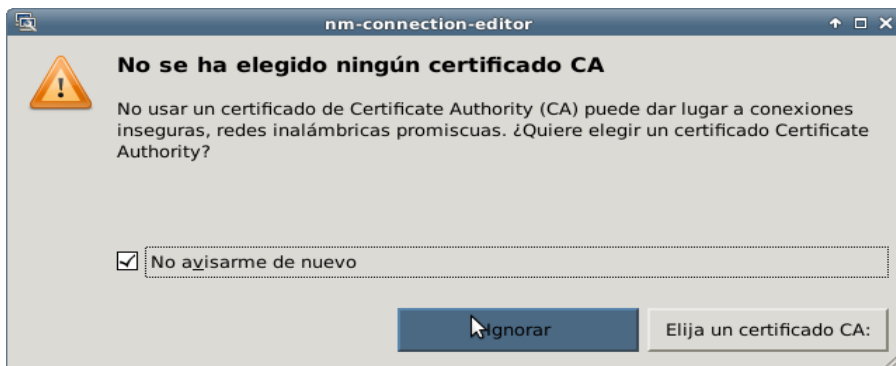 nm-connection-editor
No se ha elegido ningún certificado CA
No usar un certificado de Certificate Authority (CA) puede dar lugar a conexiones
inseguras, redes inalámbricas promiscuas. ¿Quiere elegir un certificado Certificate
Authority?
No avisarme de nuevo
Ignorar
Elija un certificado CA: